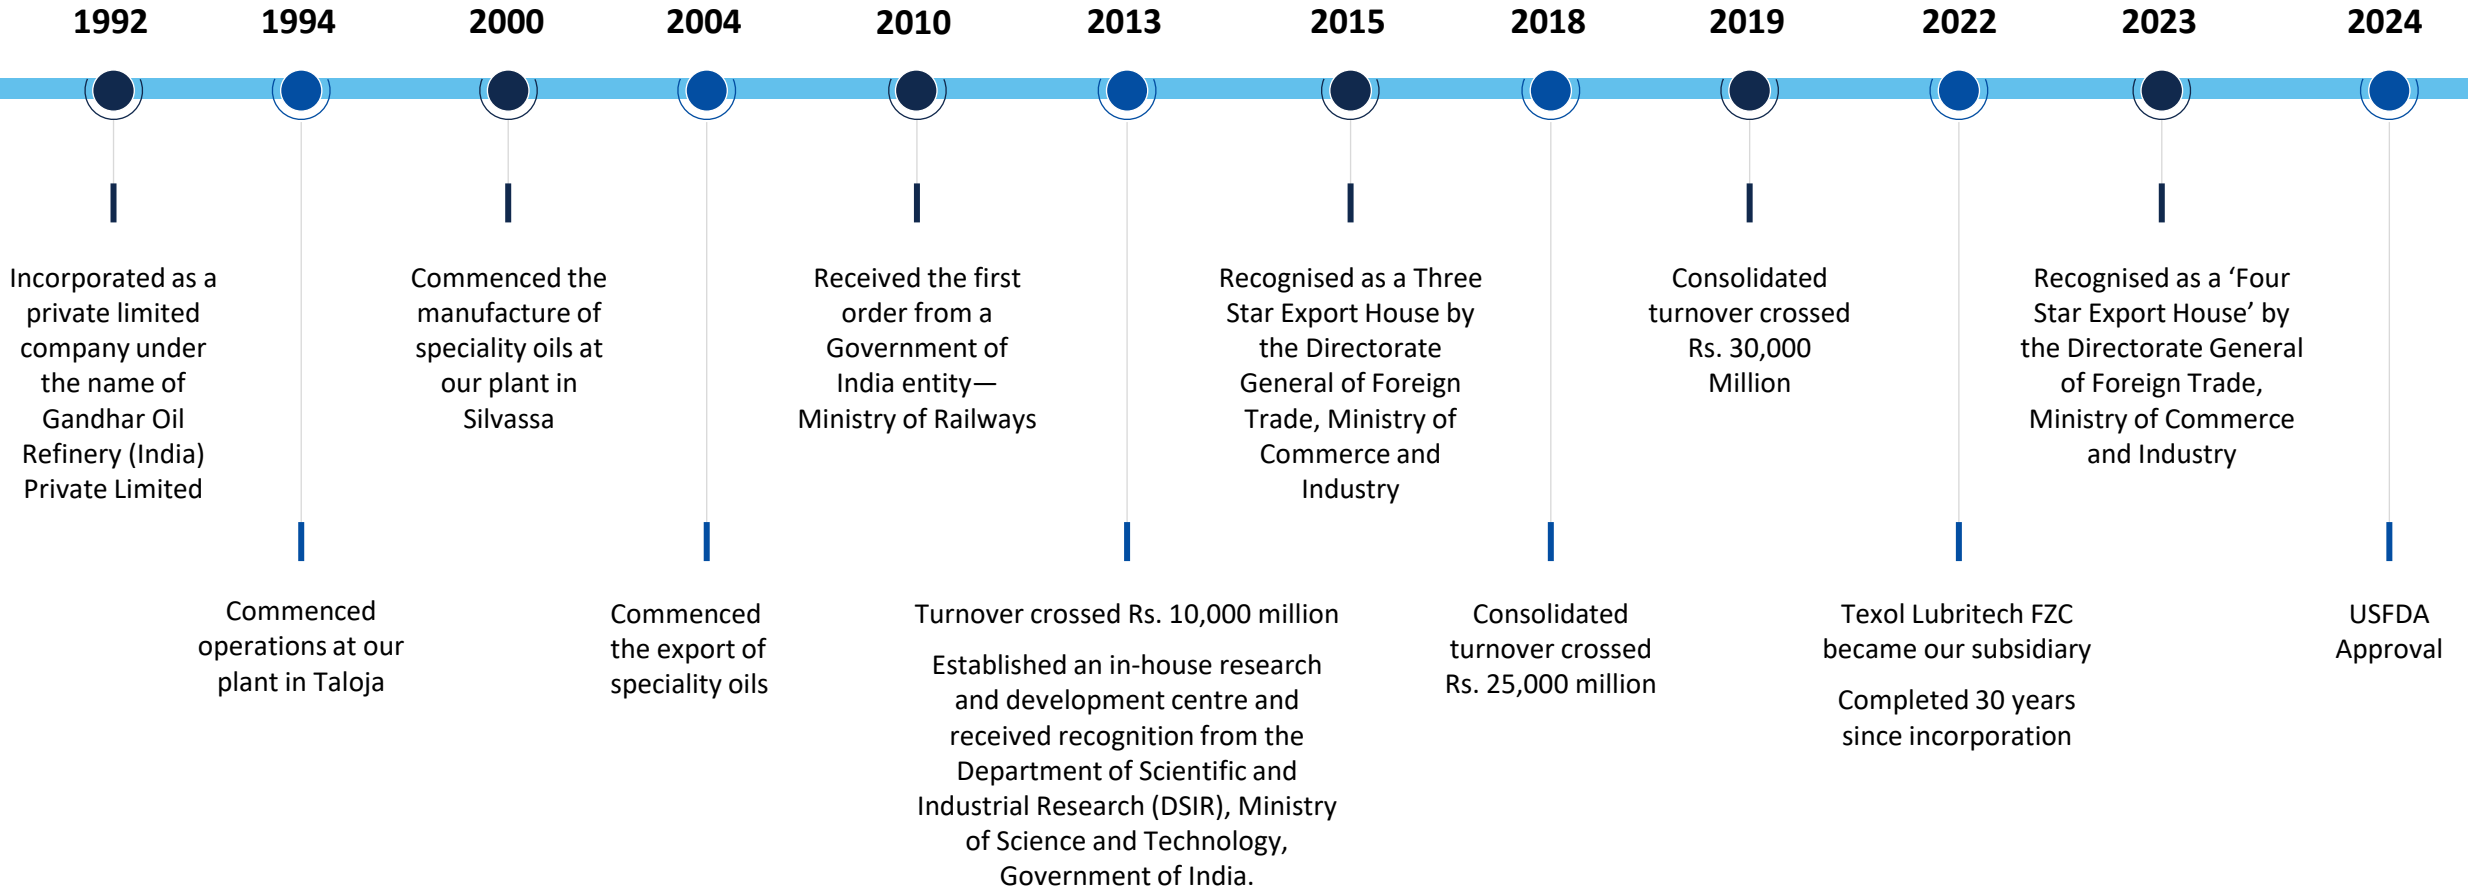 1992
1994
2000
2004
2010
2013
2015
2018
2019
2022
2023
2024
Incorporated as a
private limited
company under
the name of
Gandhar Oil
Refinery (India)
Private Limited
Commenced
operations at our
plant in Taloja
Commenced the
manufacture of
speciality oils at
our plant in
Silvassa
Commenced
the export of
speciality oils
Received the first
order from a
Government of
India entity—
Ministry of Railways
Turnover crossed Rs. 10,000 million
Established an in-house research
and development centre and
received recognition from the
Department of Scientific and
Industrial Research (DSIR), Ministry
of Science and Technology,
Government of India.
Recognised as a Three
Star Export House by
the Directorate
General of Foreign
Trade, Ministry of
Commerce and
Industry
Consolidated
turnover crossed
Rs. 25,000 million
Consolidated
turnover crossed
Rs. 30,000
Million
Texol Lubritech FZC
became our subsidiary
Completed 30 years
since incorporation
Recognised as a ‘Four
Star Export House’ by
the Directorate General
of Foreign Trade,
Ministry of Commerce
and Industry
USFDA
Approval